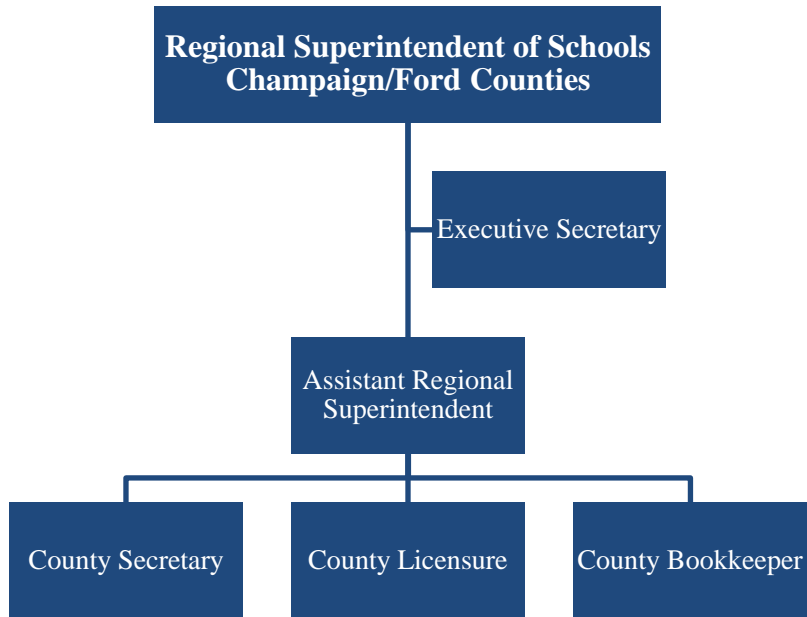 Regional Superintendent of Schools
Champaign/Ford Counties
Executive Secretary
Assistant Regional
Superintendent
County Secretary
County Licensure
County Bookkeeper